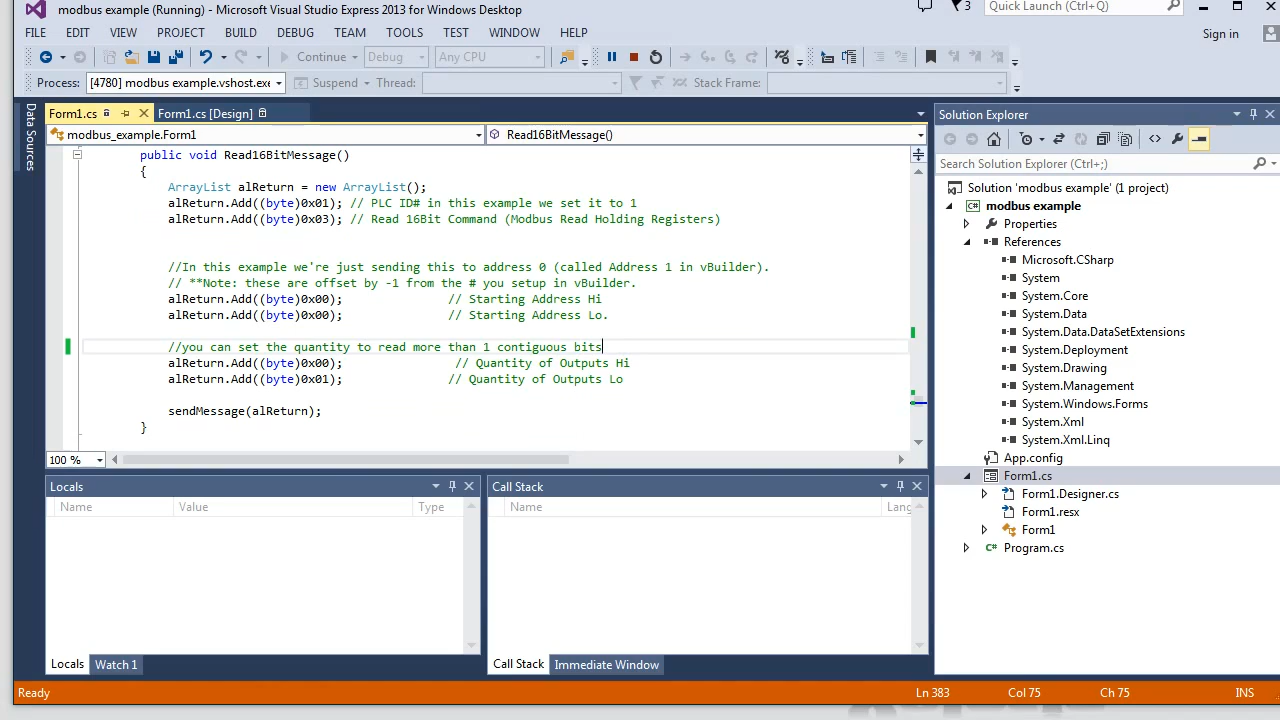 modbus example (Running) - Microsoft Visual Studio Express 2013 for Windows Desktop
3
Quick Launch (Ctrl+Q)
FILE EDIT VIEW PROJECT BUILD DEBUG TEAM TOOLS TEST WINDOW HELP
Sign in
Continue Debug Any CPU
Process: [4780] modbus example.vshost.exe Suspend Thread: Stack Frame:
Data Sources
Form1.cs Form1.cs [Design]
modbus_example.Form1 Read16BitMessage()
public void Read16BitMessage()
{
ArrayList alReturn = new ArrayList();
alReturn.Add((byte)0x01); // PLC ID# in this example we set it to 1
alReturn.Add((byte)0x03); // Read 16Bit Command (Modbus Read Holding Registers)
//In this example we're just sending this to address 0 (called Address 1 in vBuilder).
// **Note: these are offset by -1 from the # you setup in vBuilder.
alReturn.Add((byte)0x00); // Starting Address Hi
alReturn.Add((byte)0x00); // Starting Address Lo.
//you can set the quantity to read more than 1 contiguous bits
alReturn.Add((byte)0x00); // Quantity of Outputs Hi
alReturn.Add((byte)0x01); // Quantity of Outputs Lo
sendMessage(alReturn);
}
100 %
Locals
Name Value Type
Locals Watch 1
Call Stack
Name Lang
Call Stack Immediate Window
Solution Explorer
Search Solution Explorer (Ctrl+;)
Solution 'modbus example' (1 project)
C# modbus example
Properties
References
Microsoft.CSharp
System
System.Core
System.Data
System.Data.DataSetExtensions
System.Deployment
System.Drawing
System.Management
System.Windows.Forms
System.Xml
System.Xml.Linq
App.config
Form1.cs
Form1.Designer.cs
Form1.resx
Form1
C# Program.cs
Ready Ln 383 Col 75 Ch 75 INS